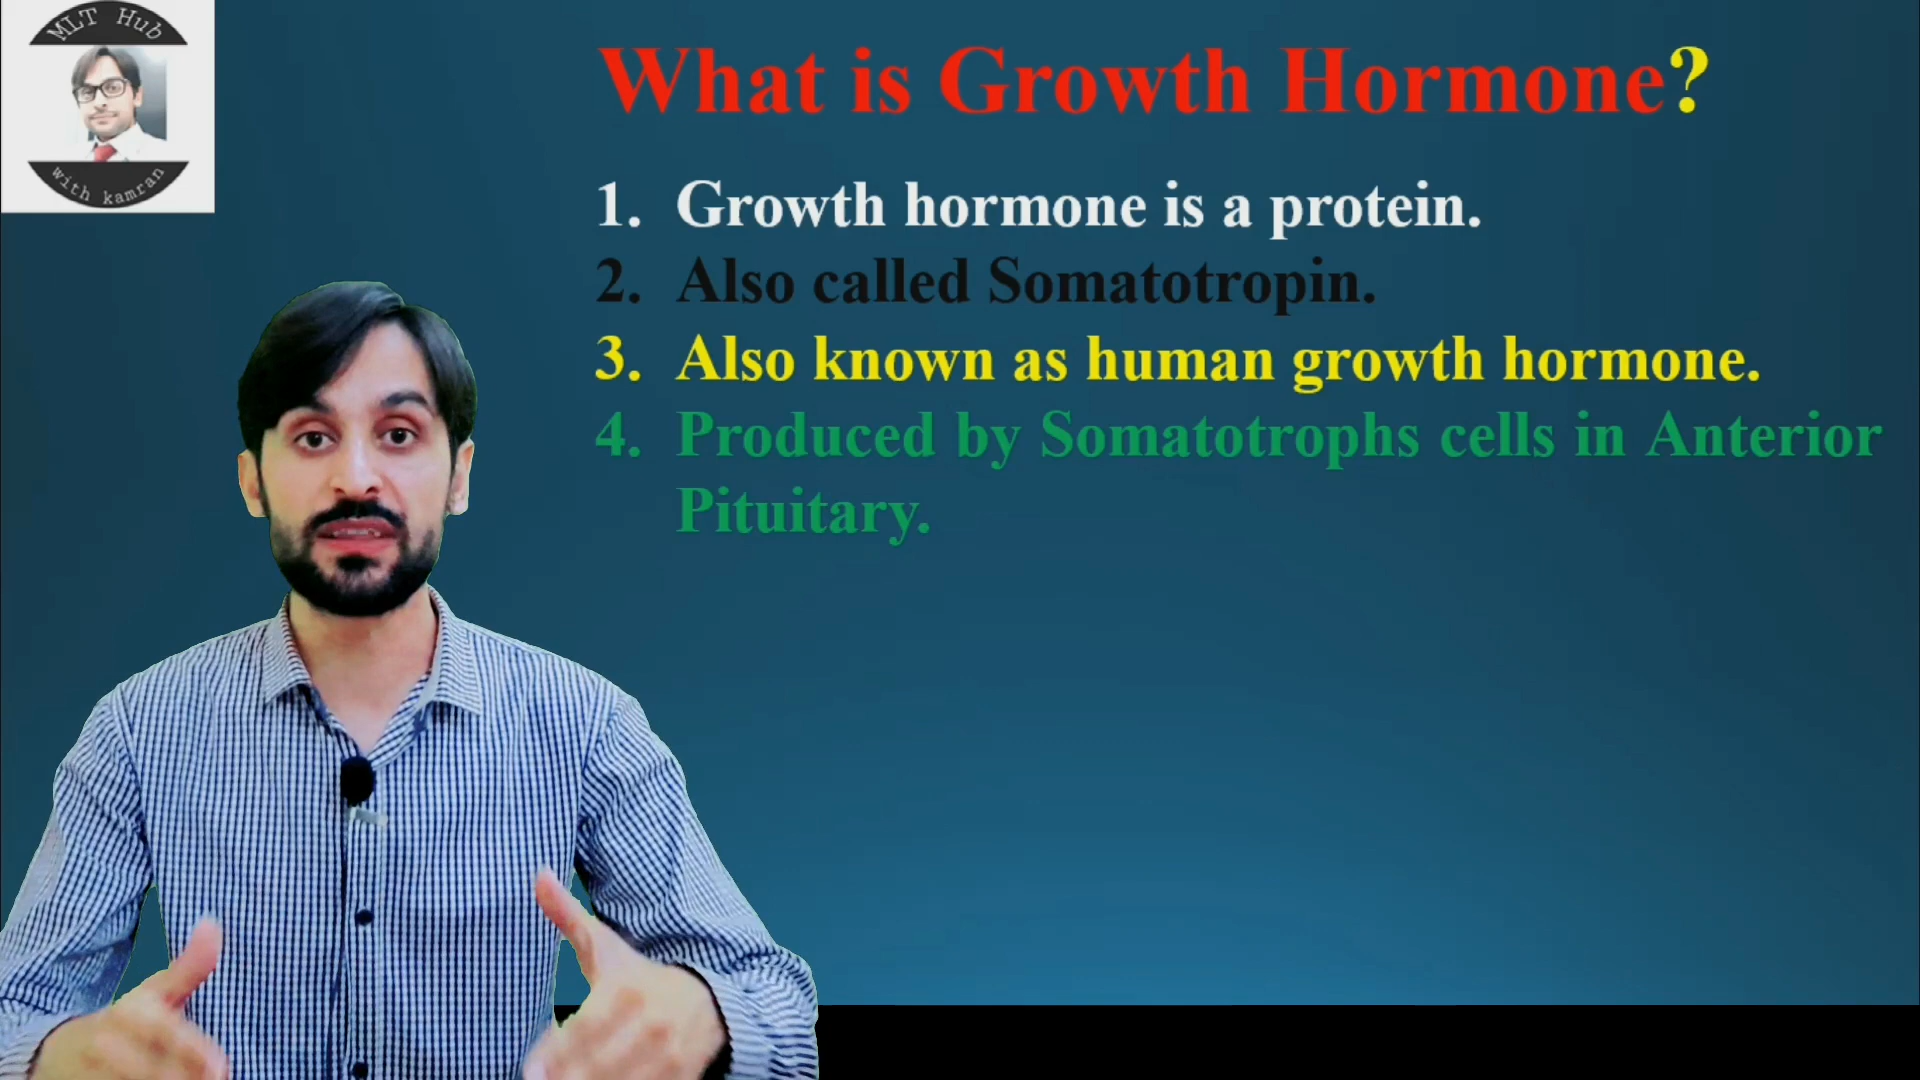 MLT Hub
with kamran
What is Growth Hormone?
1. Growth hormone is a protein.
2. Also called Somatotropin.
3. Also known as human growth hormone.
4. Produced by Somatotrophs cells in Anterior
Pituitary.